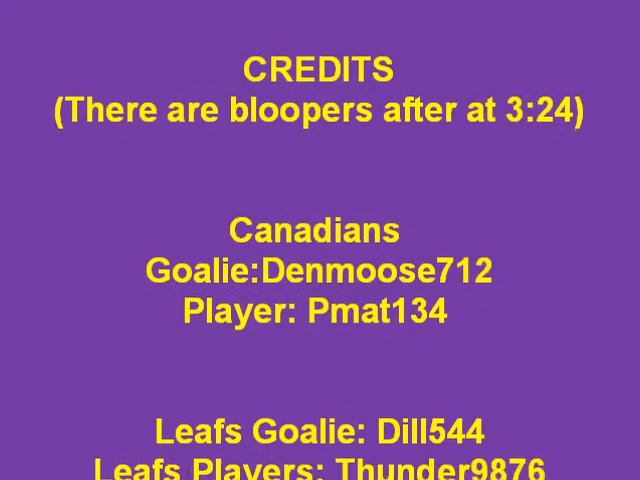 CREDITS
(There are bloopers after at 3:24)
Canadians
Goalie:Denmoose712
Player: Pmat134
Leafs Goalie: Dill544
Leafs Players: Thunder9876